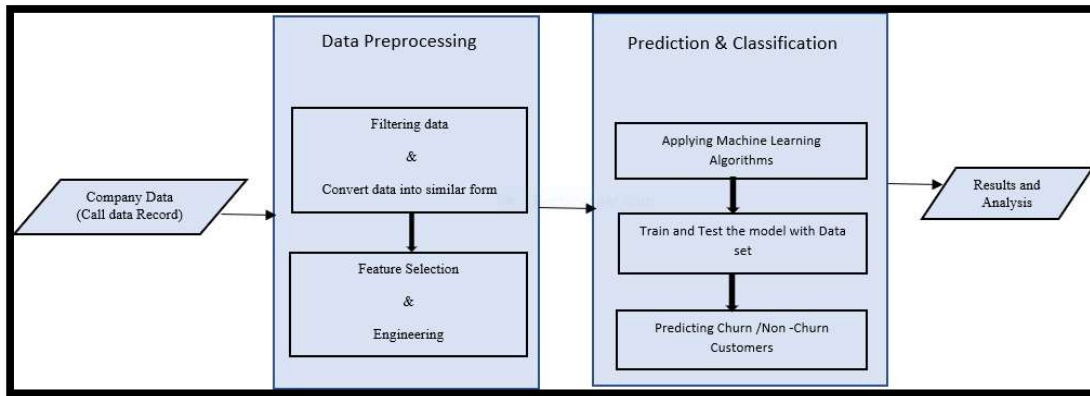 Data Preprocessing
Prediction & Classification
Filtering data
&
Convert data into similar form
Applying Machine Learning
Algorithms
Company Data
(Call data Record)
Results and
Analysis
Train and Test the model with Data
set
Feature Selection
&
Engineering
Predicting Churn /Non -Churn
Customers